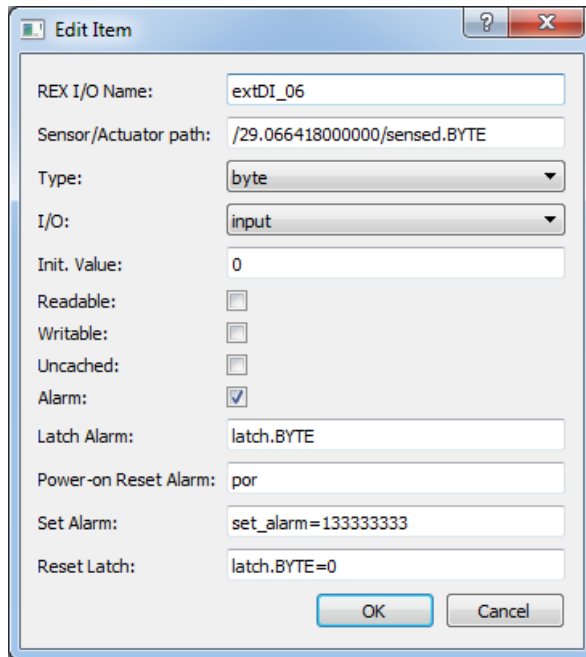 Edit Item
REX I/O Name: extDI_06
Sensor/Actuator path: /29.066418000000/sensed.BYTE
Type: byte
I/O: input
Init. Value: 0
Readable:
Writable:
Uncached:
Alarm:
Latch Alarm: latch.BYTE
Power-on Reset Alarm: por
Set Alarm: set_alarm=133333333
Reset Latch: latch.BYTE=0
OK Cancel